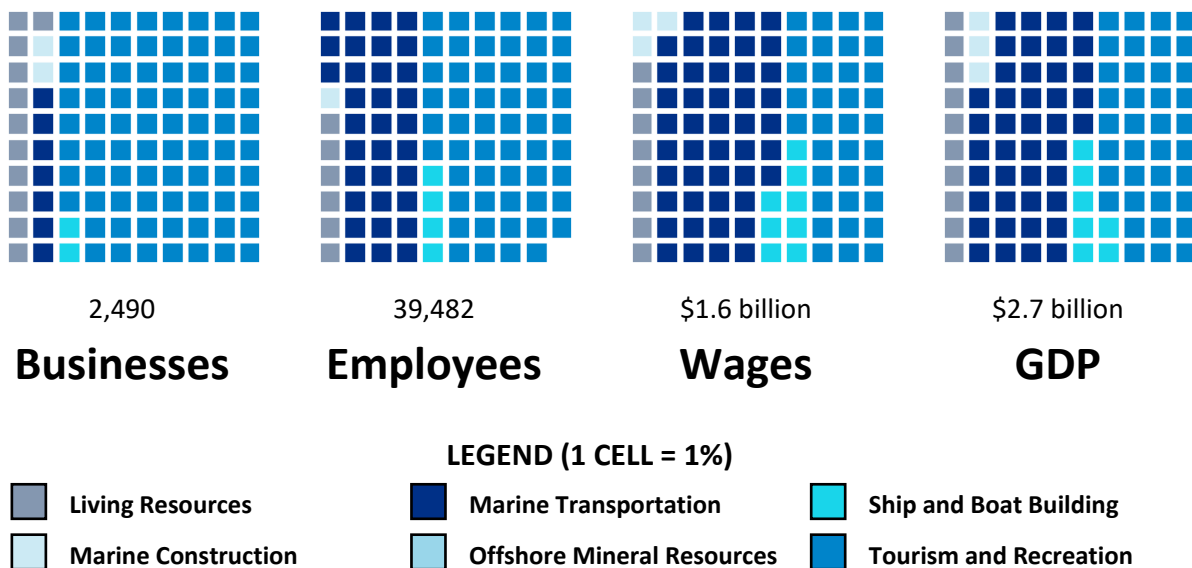 2,490 39,482 $1.6 billion $2.7 billion
Businesses Employees Wages GDP
LEGEND (1 CELL = 1%)
Living Resources Marine Transportation Ship and Boat Building
Marine Construction Offshore Mineral Resources Tourism and Recreation